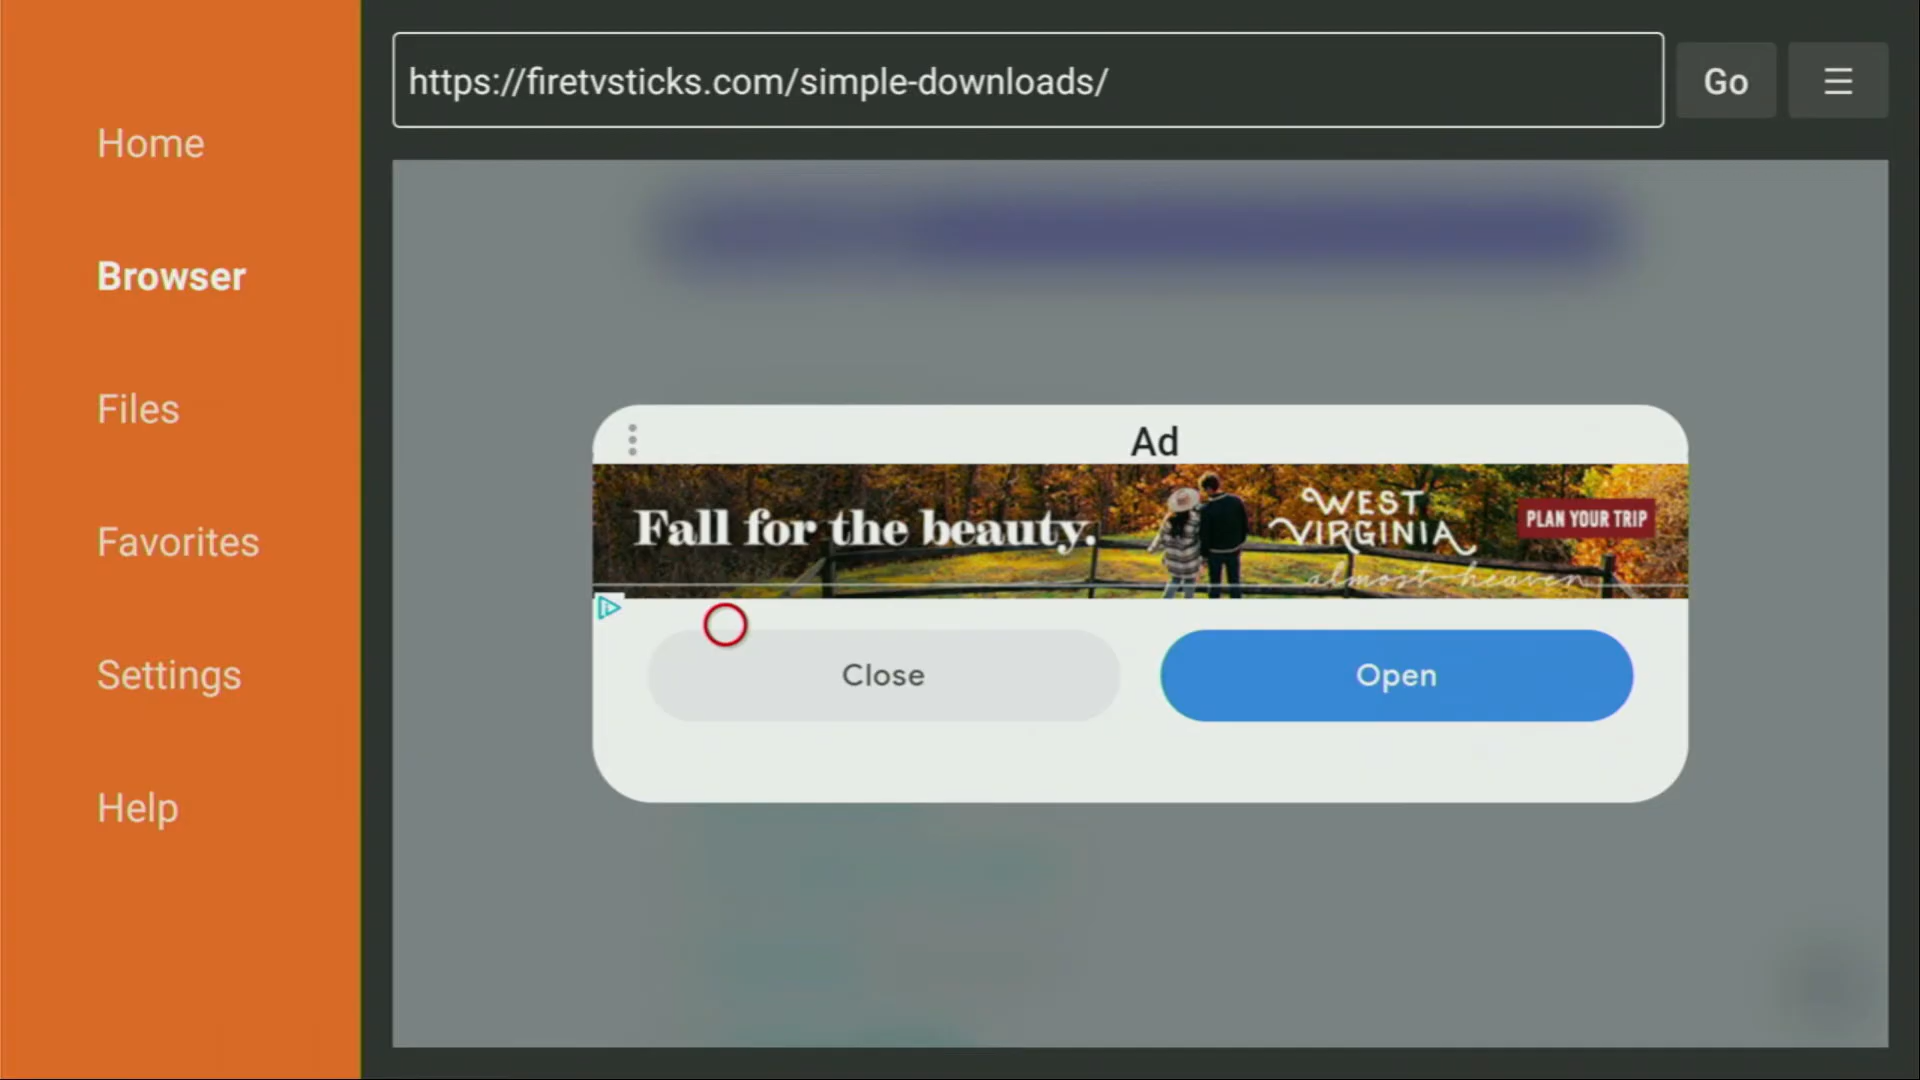 https://firetvsticks.com/simple-downloads/
Go
Home
Browser
Files
Favorites
Settings
Help
Ad
Fall for the beauty.
WEST
VIRGINIA
almost heaven
PLAN YOUR TRIP
Close
Open